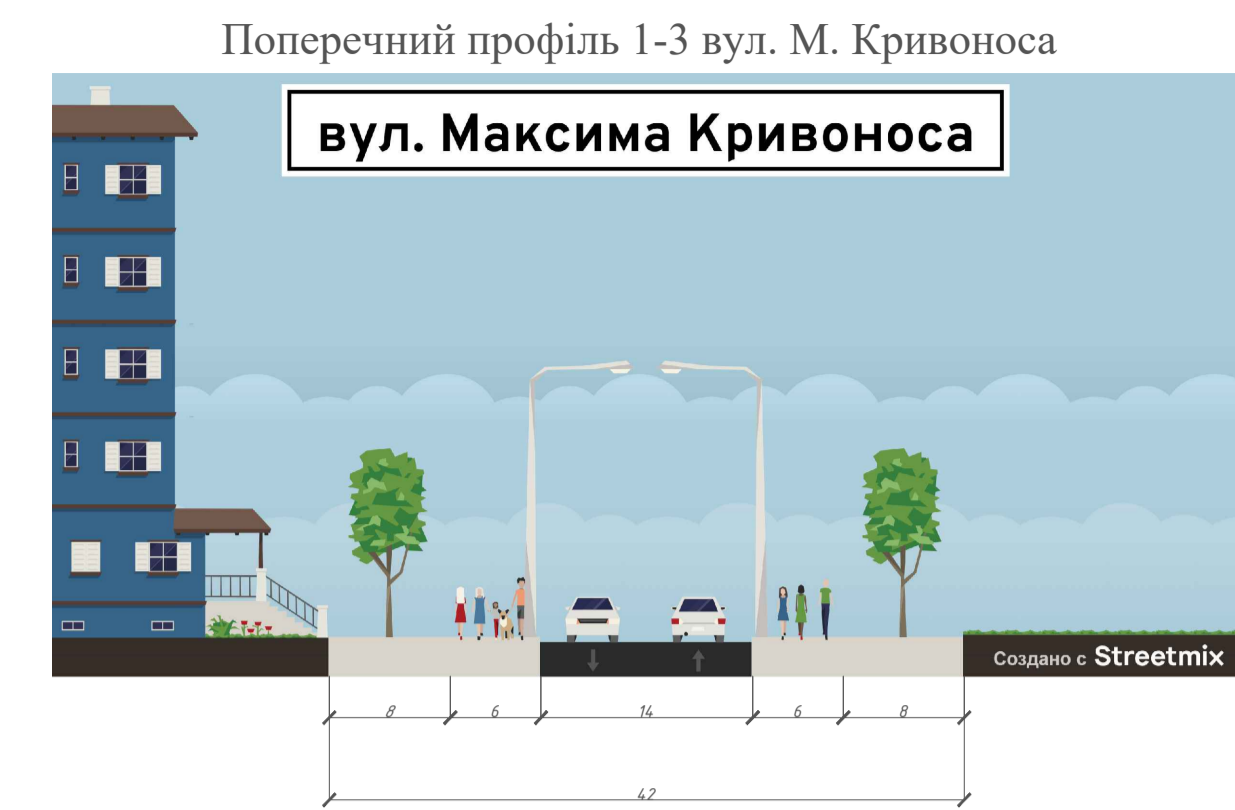 Поперечний профіль 1-3 вул. М. Кривоноса
вул. Максима Кривоноса
Создано с Streetmix
8 6 14 6 8
42